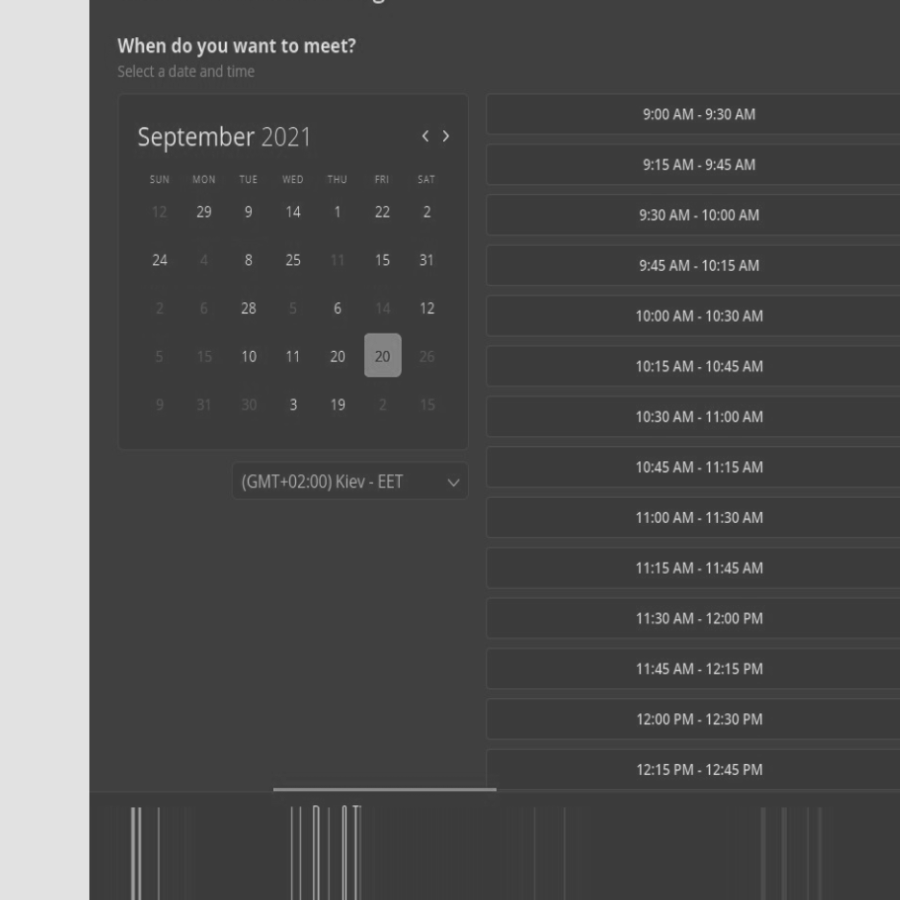 When do you want to meet?
Select a date and time
September 2021
SUN MON TUE WED THU FRI SAT
12 29 9 14 1 22 2
24 4 8 25 11 15 31
2 6 28 5 6 14 12
5 15 10 11 20 20 26
9 31 30 3 19 2 15
(GMT+02:00) Kiev - EET
9:00 AM - 9:30 AM
9:15 AM - 9:45 AM
9:30 AM - 10:00 AM
9:45 AM - 10:15 AM
10:00 AM - 10:30 AM
10:15 AM - 10:45 AM
10:30 AM - 11:00 AM
10:45 AM - 11:15 AM
11:00 AM - 11:30 AM
11:15 AM - 11:45 AM
11:30 AM - 12:00 PM
11:45 AM - 12:15 PM
12:00 PM - 12:30 PM
12:15 PM - 12:45 PM